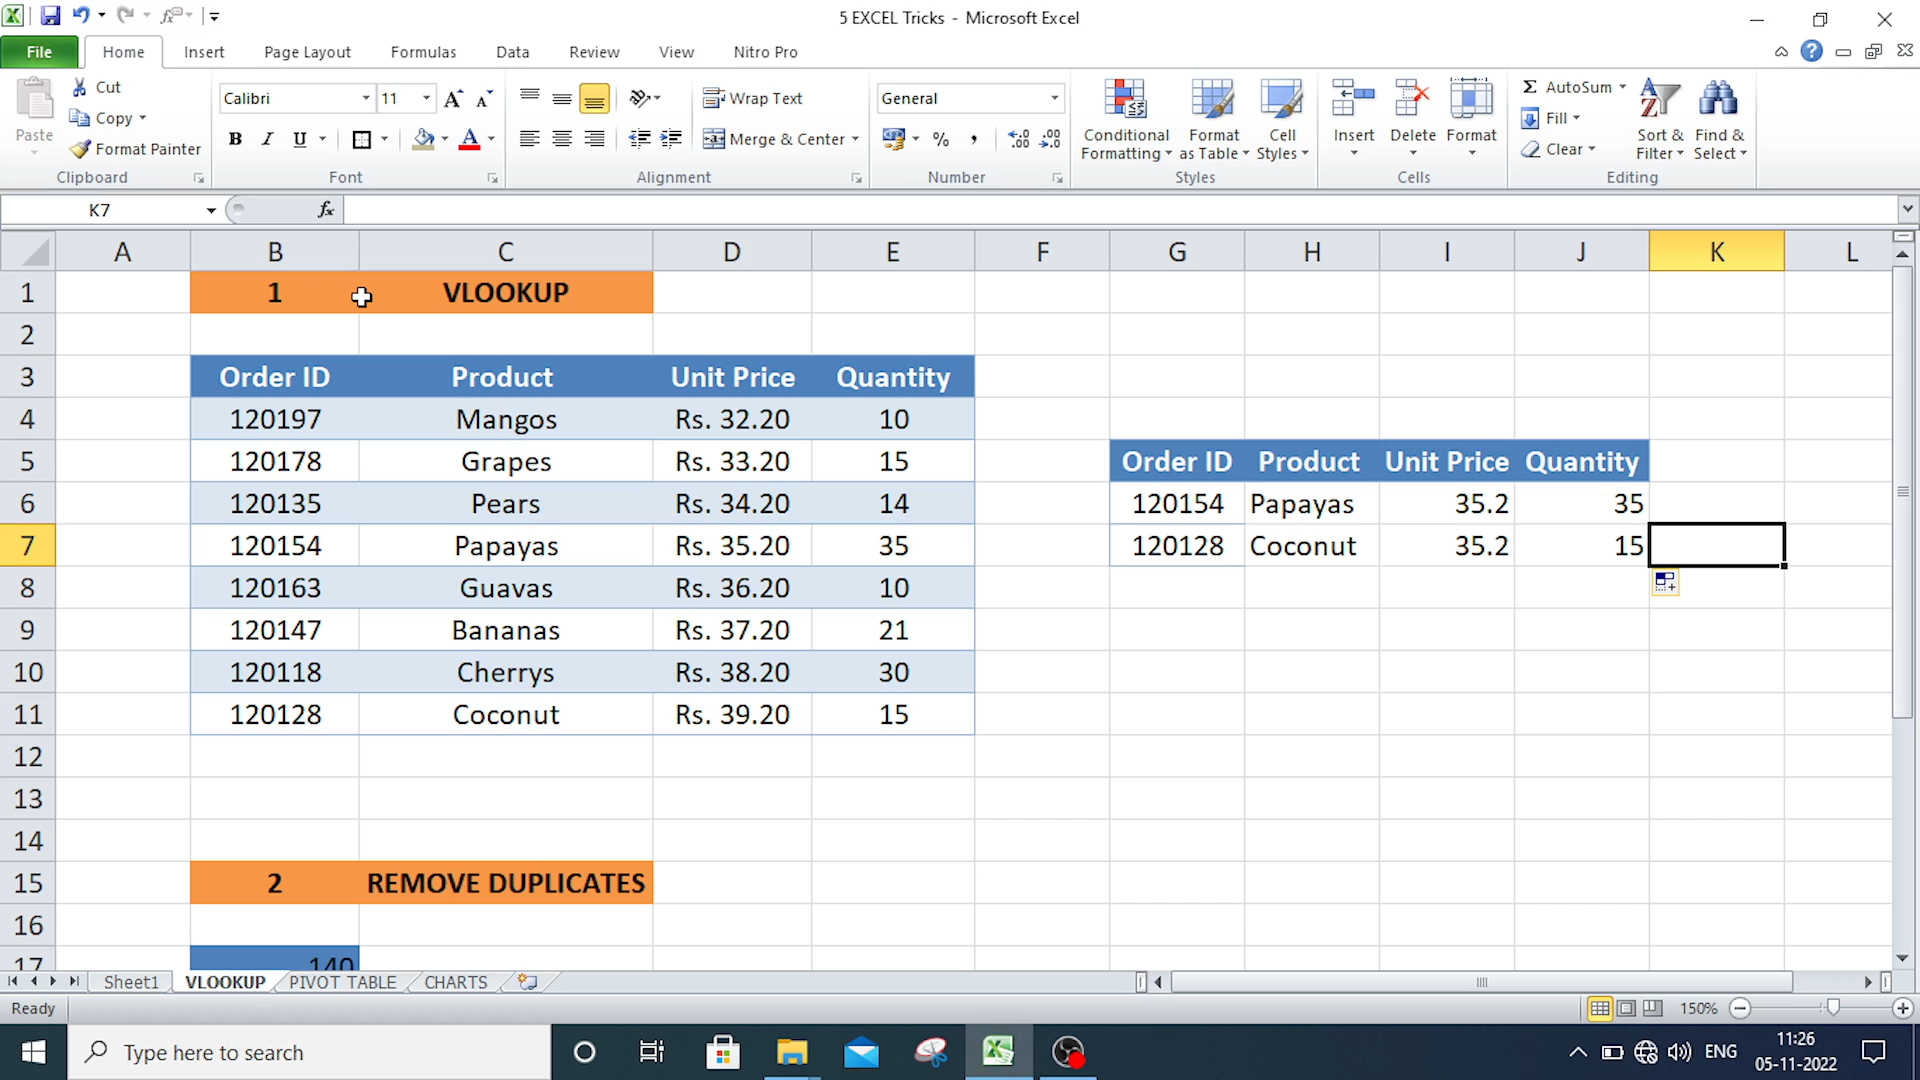 5 EXCEL Tricks - Microsoft Excel
File Home Insert Page Layout Formulas Data Review View Nitro Pro
Paste Cut Copy Format Painter Clipboard
Calibri 11 B I U Font
Wrap Text Merge & Center Alignment
General % , Number
Conditional Formatting Format as Table Cell Styles Styles
Insert Delete Format Cells
Σ AutoSum Fill Clear Sort & Filter Find & Select Editing
K7 fx
A B C D E F G H I J K L
1 1 VLOOKUP
2
3 Order ID Product Unit Price Quantity
4 120197 Mangos Rs. 32.20 10
5 120178 Grapes Rs. 33.20 15 Order ID Product Unit Price Quantity
6 120135 Pears Rs. 34.20 14 120154 Papayas 35.2 35
7 120154 Papayas Rs. 35.20 35 120128 Coconut 35.2 15
8 120163 Guavas Rs. 36.20 10
9 120147 Bananas Rs. 37.20 21
10 120118 Cherrys Rs. 38.20 30
11 120128 Coconut Rs. 39.20 15
12
13
14
15 2 REMOVE DUPLICATES
16
17 140
Sheet1 VLOOKUP PIVOT TABLE CHARTS
Ready 150%
Type here to search ENG 11:26
05-11-2022